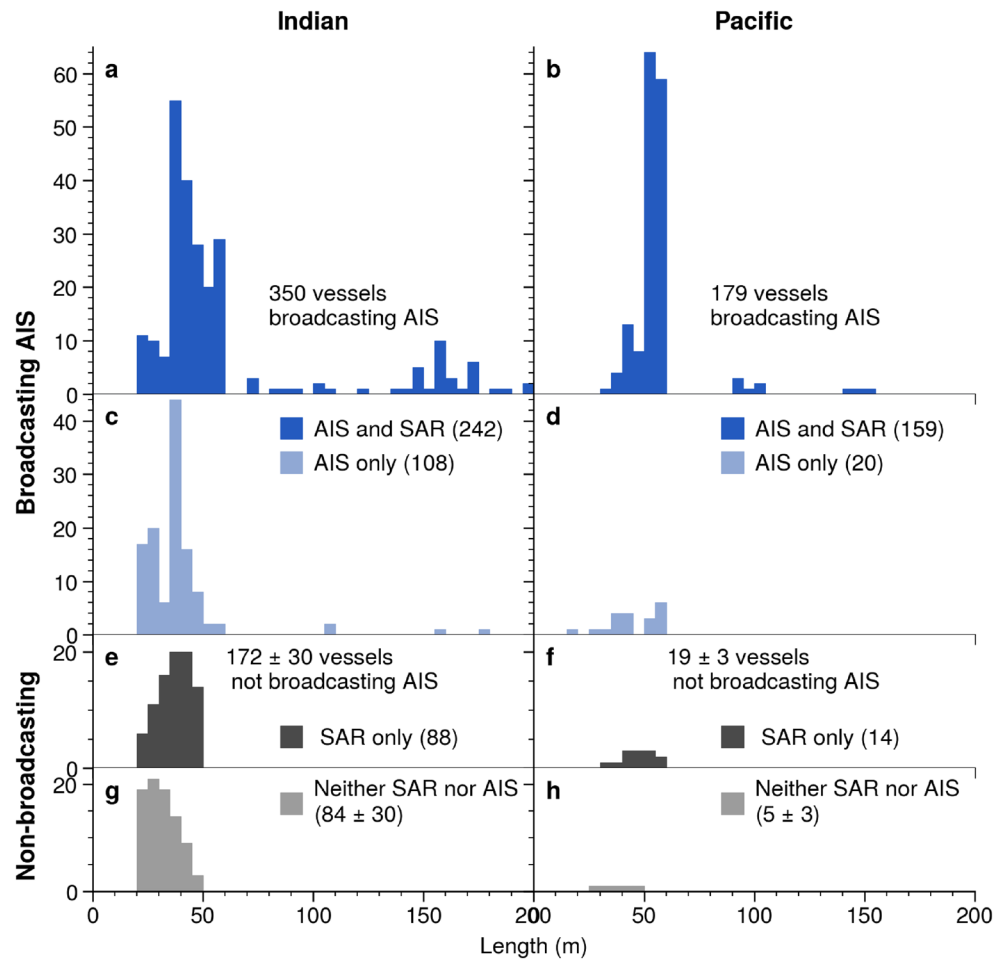 Indian
Pacific
a
b
60
50
40
30
20
10
0
350 vessels
broadcasting AIS
179 vessels
broadcasting AIS
Broadcasting AIS
c
d
40
30
20
10
0
AIS and SAR (242)
AIS only (108)
AIS and SAR (159)
AIS only (20)
Non-broadcasting
e
f
20
0
172 ± 30 vessels
not broadcasting AIS
19 ± 3 vessels
not broadcasting AIS
SAR only (88)
SAR only (14)
g
h
20
0
Neither SAR nor AIS
(84 ± 30)
Neither SAR nor AIS
(5 ± 3)
0 50 100 150 200
0 50 100 150 200
Length (m)